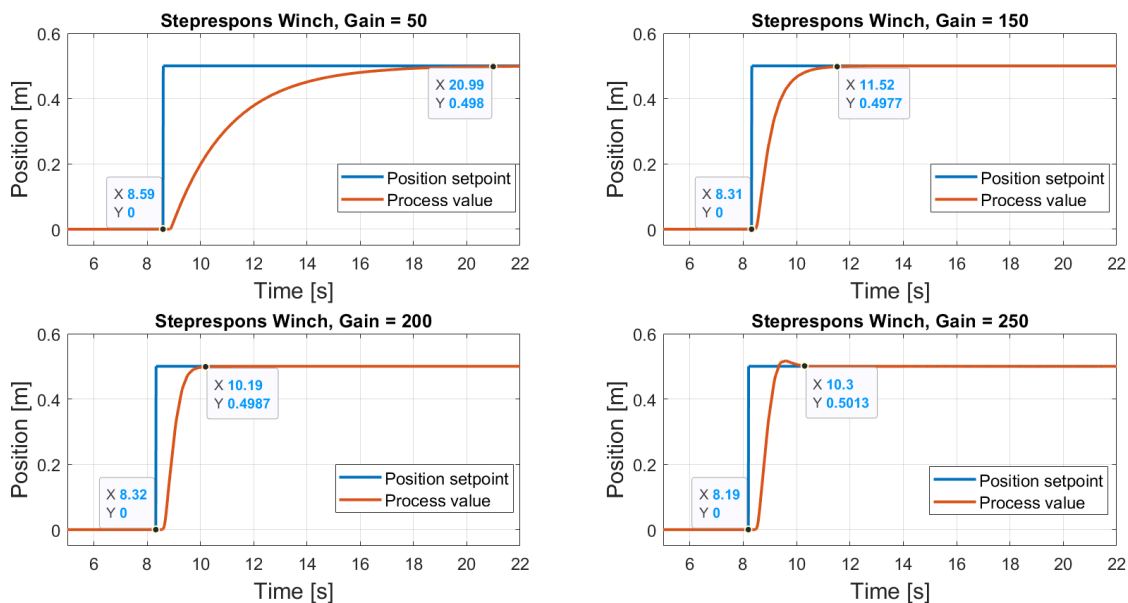 Steprespons Winch, Gain = 50
0.6
0.4
0.2
0
Position [m]
X 20.99
Y 0.498
X 8.59
Y 0
Position setpoint
Process value
6 8 10 12 14 16 18 20 22
Time [s]
Steprespons Winch, Gain = 150
0.6
0.4
0.2
0
Position [m]
X 11.52
Y 0.4977
X 8.31
Y 0
Position setpoint
Process value
6 8 10 12 14 16 18 20 22
Time [s]
Steprespons Winch, Gain = 200
0.6
0.4
0.2
0
Position [m]
X 10.19
Y 0.4987
X 8.32
Y 0
Position setpoint
Process value
6 8 10 12 14 16 18 20 22
Time [s]
Steprespons Winch, Gain = 250
0.6
0.4
0.2
0
Position [m]
X 10.3
Y 0.5013
X 8.19
Y 0
Position setpoint
Process value
6 8 10 12 14 16 18 20 22
Time [s]